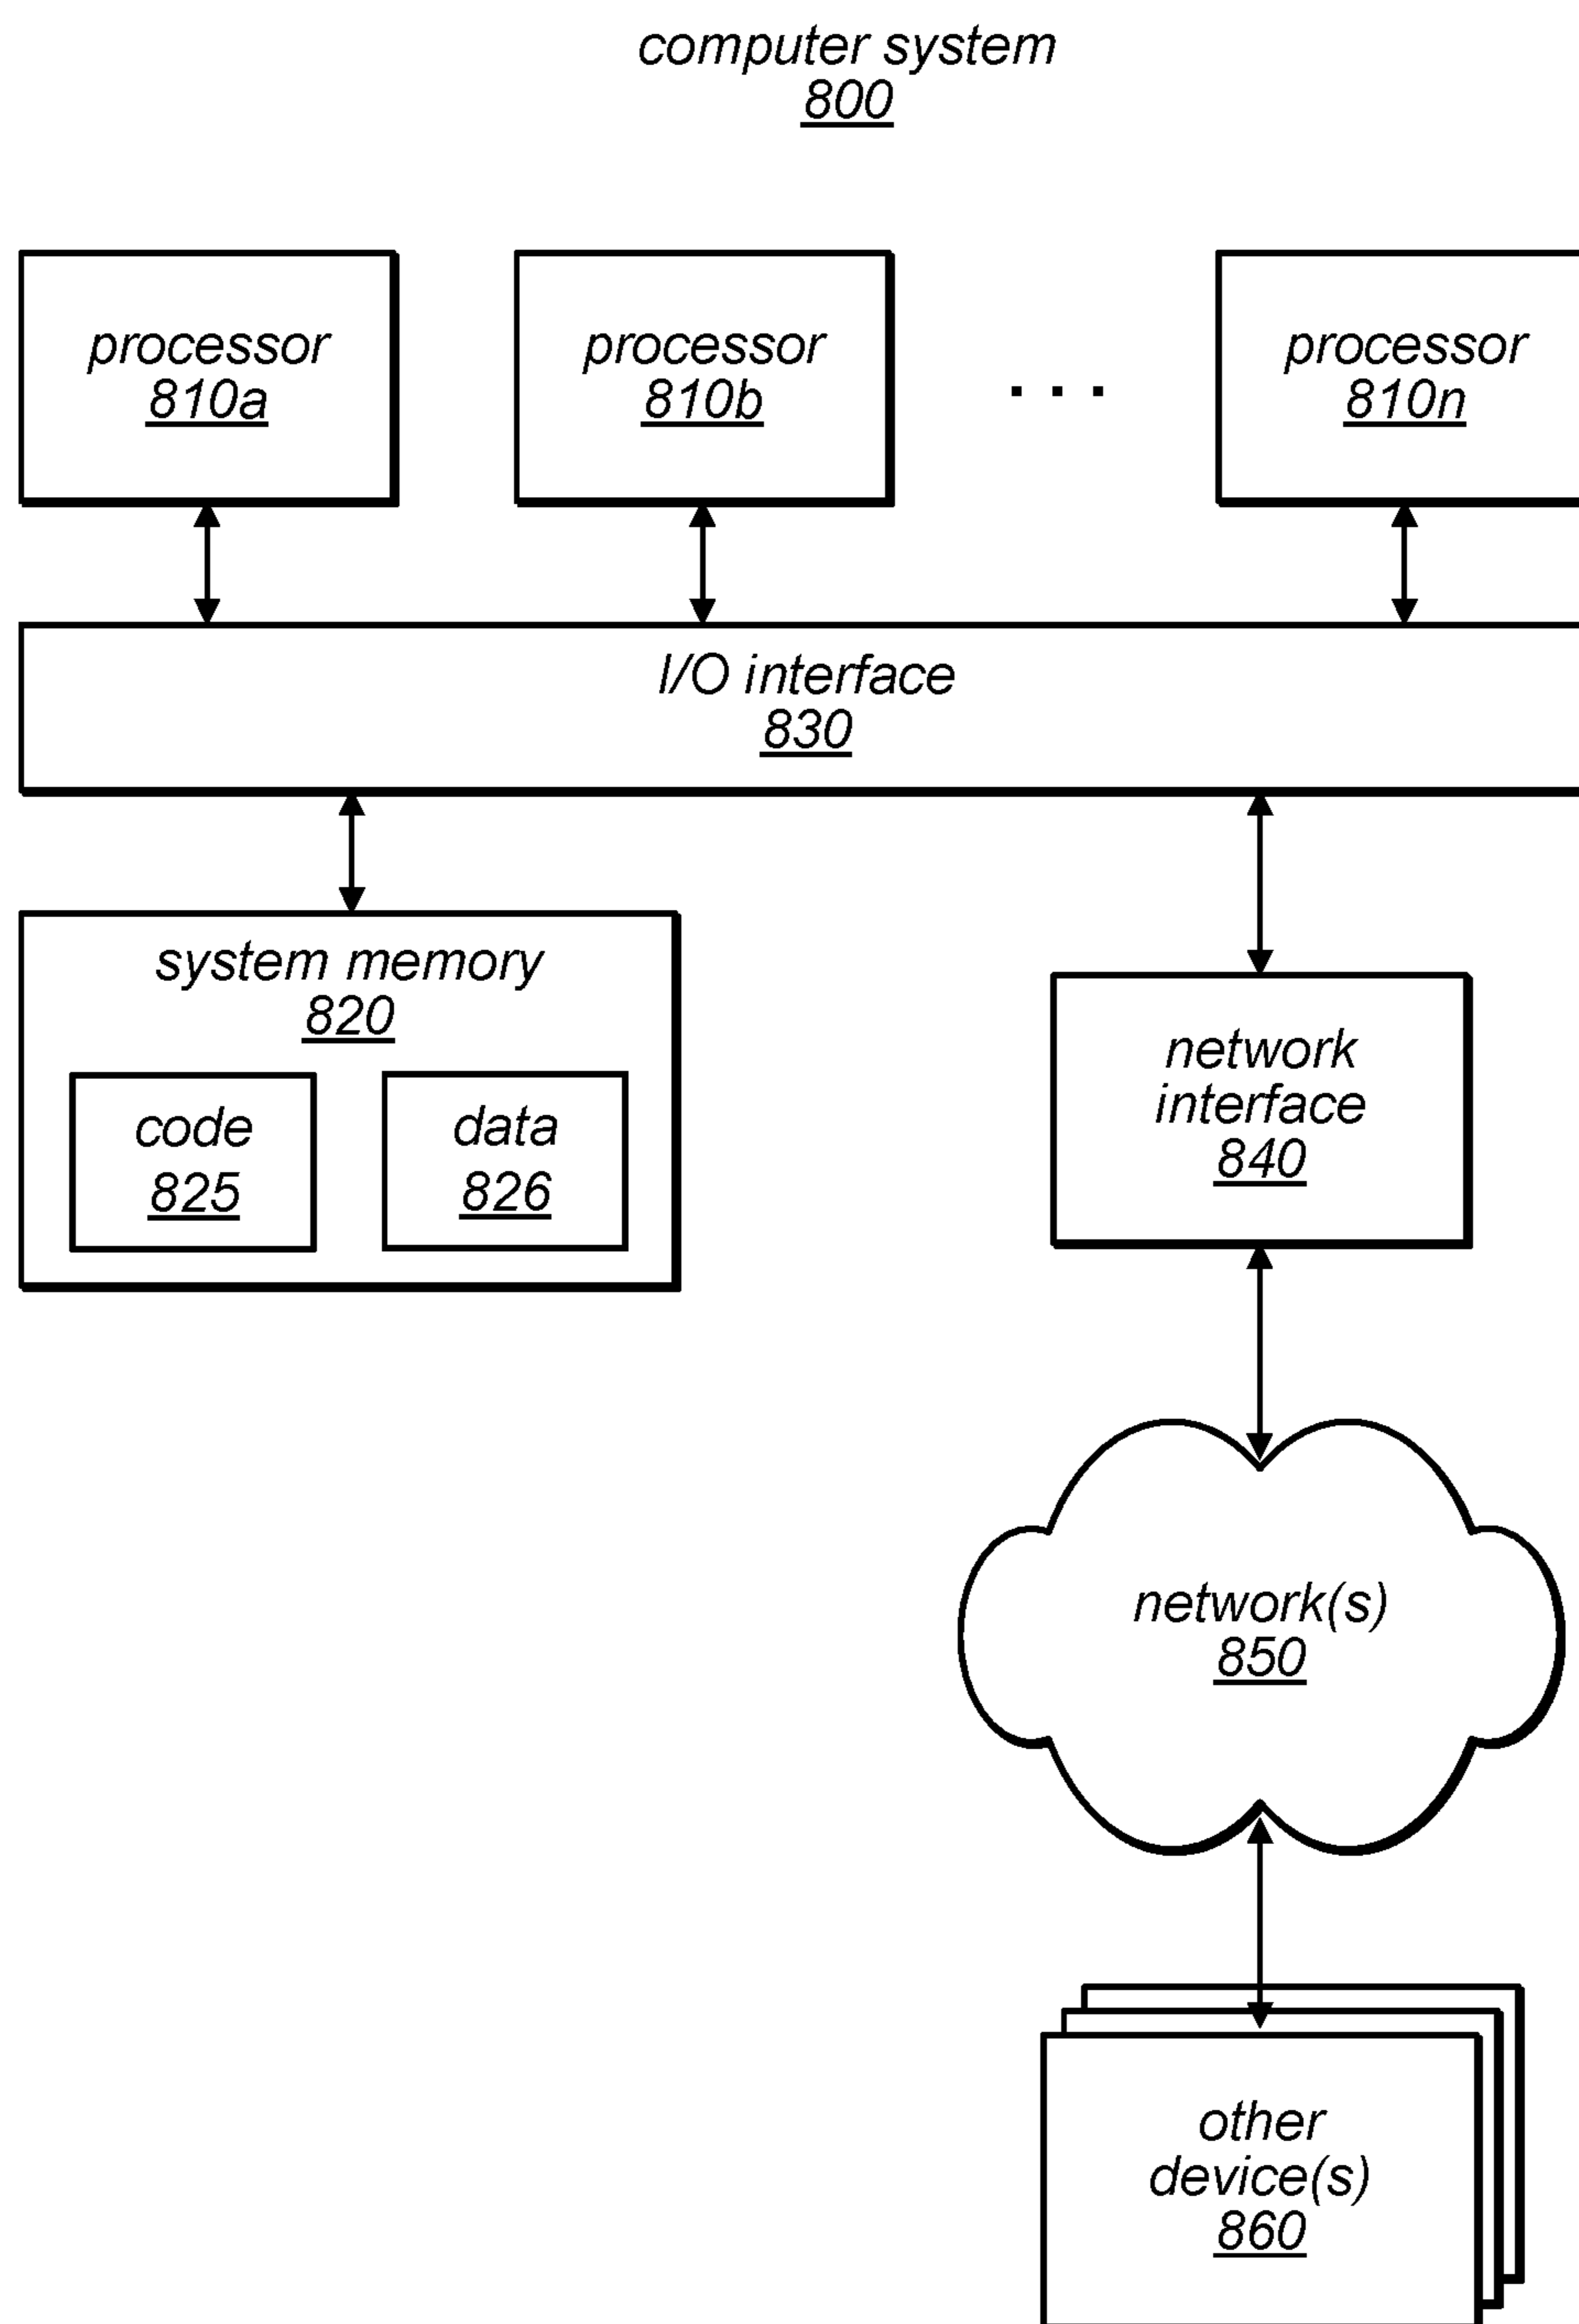 computer system
800
processor
810a
processor
810b
. . .
processor
810n
I/O interface
830
system memory
820
code
825
data
826
network
interface
840
network(s)
850
other
device(s)
860